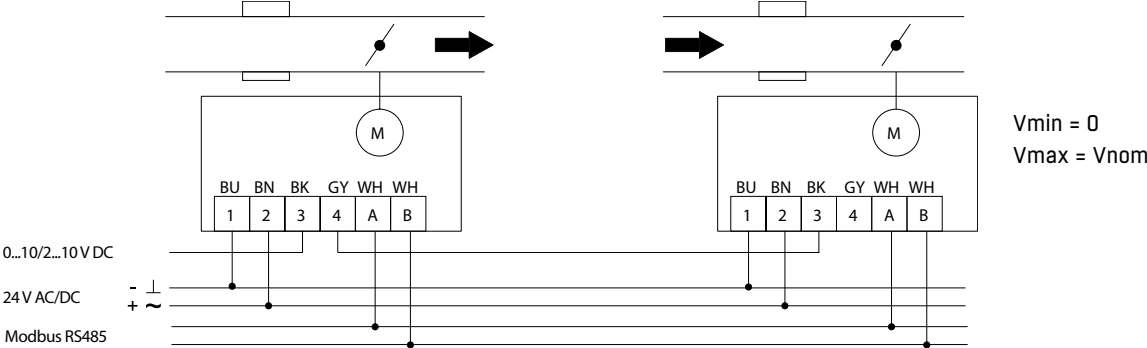 M M
Vmin = 0
Vmax = Vnom
BU BN BK GY WH WH BU BN BK GY WH WH
1 2 3 4 A B 1 2 3 4 A B
0...10/2...10 V DC
- ⊥
24 V AC/DC
+ ~
Modbus RS485